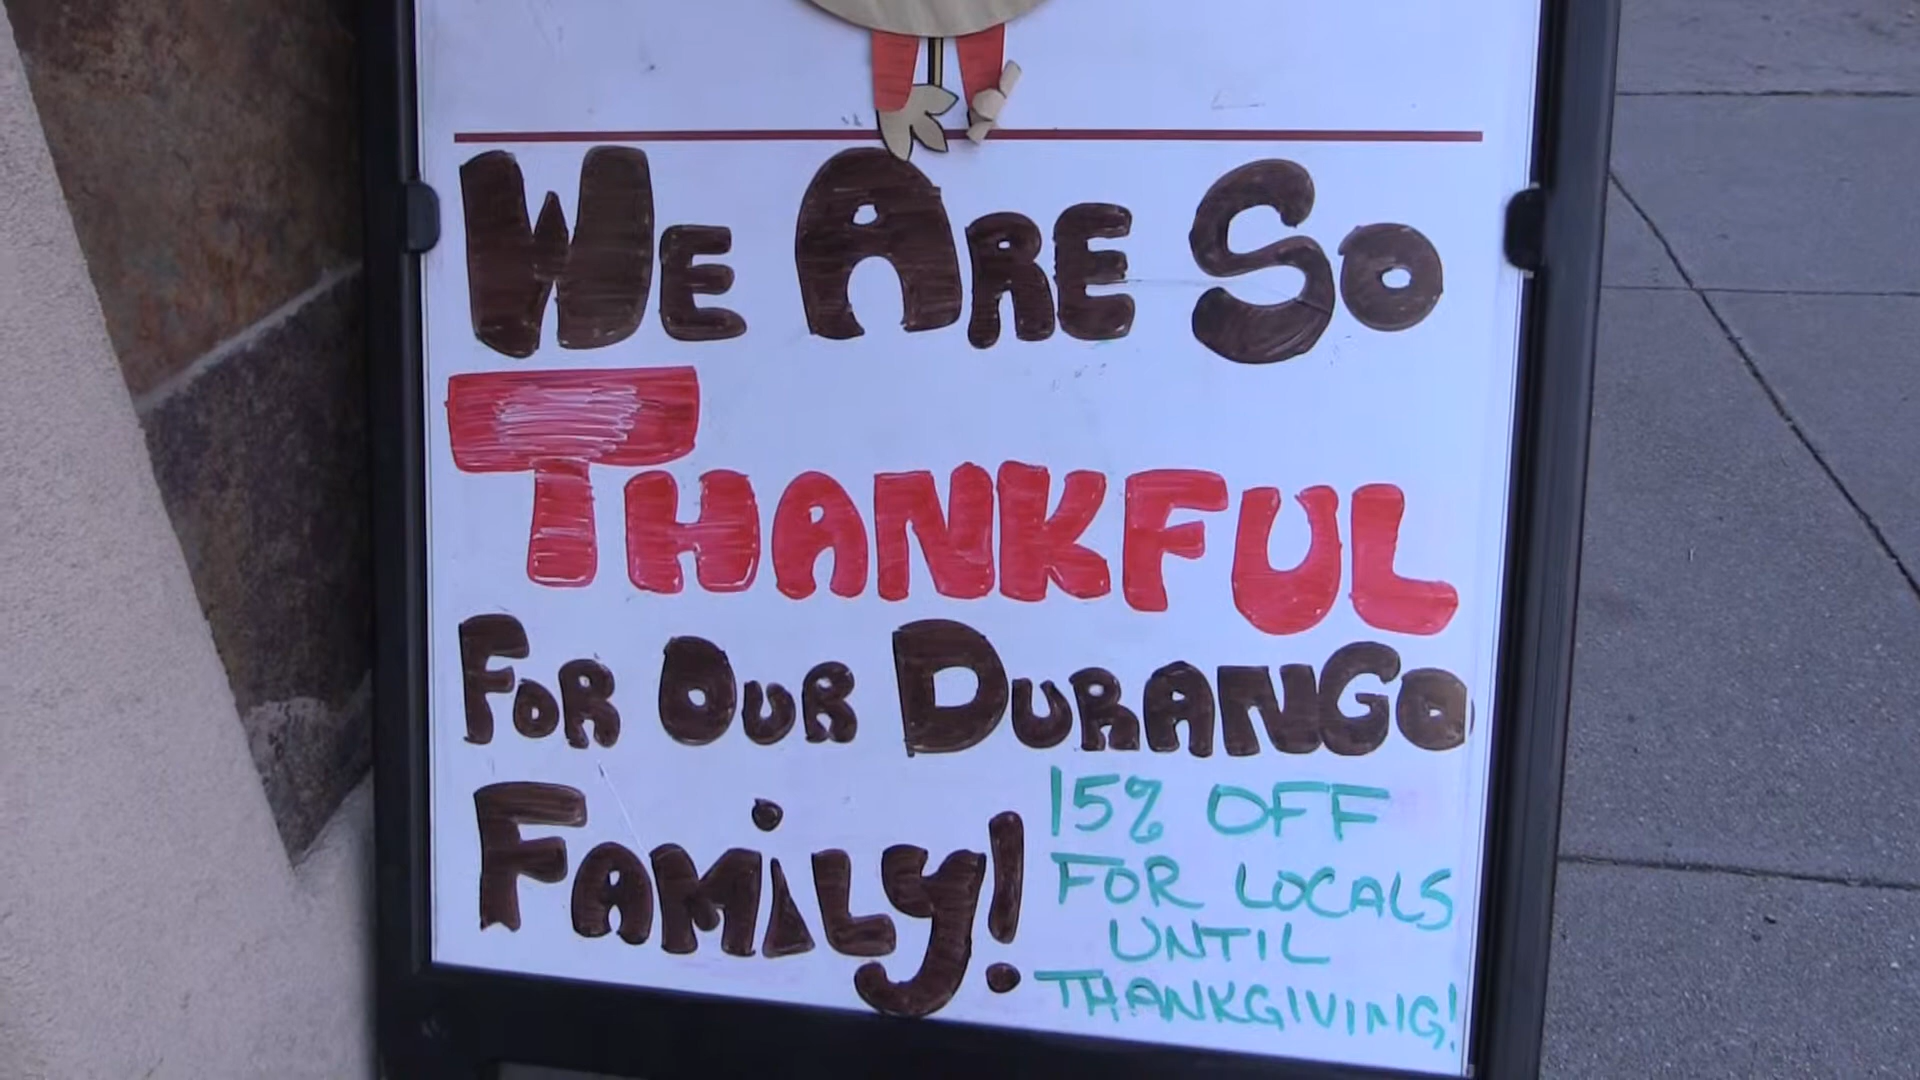 We Are So
Thankful
For Our Durango
Family!
15% OFF
FOR LOCALS
UNTIL
THANKGIVING!